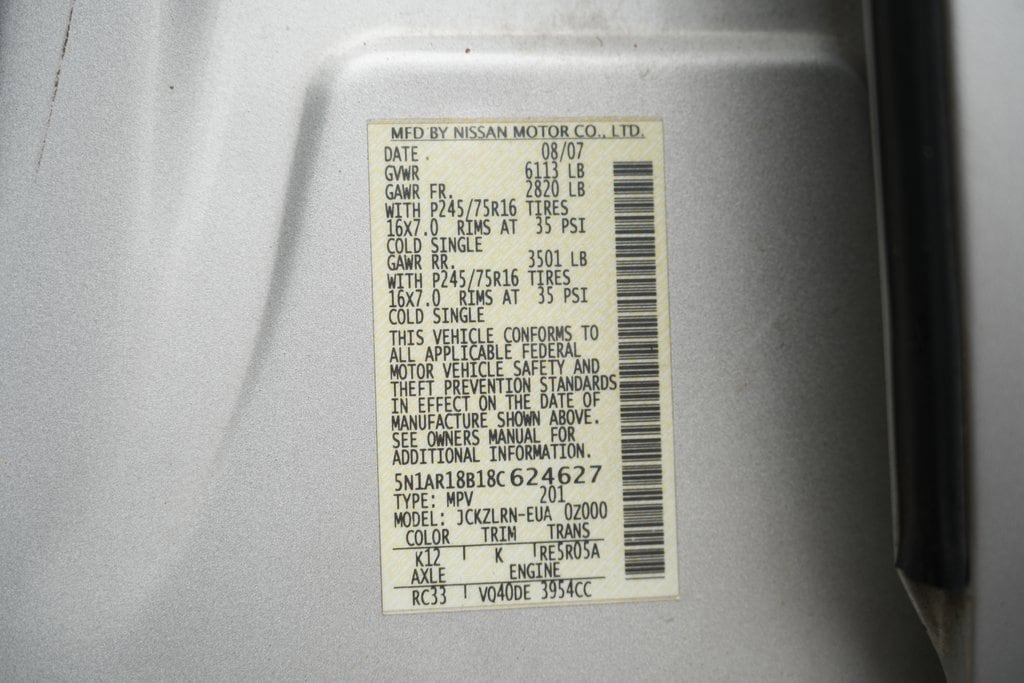 MFD BY NISSAN MOTOR CO., LTD.
DATE 08/07
GVWR 6113 LB
GAWR FR. 2820 LB
WITH P245/75R16 TIRES
16X7.0 RIMS AT 35 PSI
COLD SINGLE
GAWR RR. 3501 LB
WITH P245/75R16 TIRES
16X7.0 RIMS AT 35 PSI
COLD SINGLE
THIS VEHICLE CONFORMS TO
ALL APPLICABLE FEDERAL
MOTOR VEHICLE SAFETY AND
THEFT PREVENTION STANDARDS
IN EFFECT ON THE DATE OF
MANUFACTURE SHOWN ABOVE.
SEE OWNERS MANUAL FOR
ADDITIONAL INFORMATION.
5N1AR18B18C624627
TYPE: MPV 201
MODEL: JCKZLRN-EUA 0Z000
COLOR TRIM TRANS
K12 K RE5R05A
AXLE ENGINE
RC33 VQ40DE 3954CC